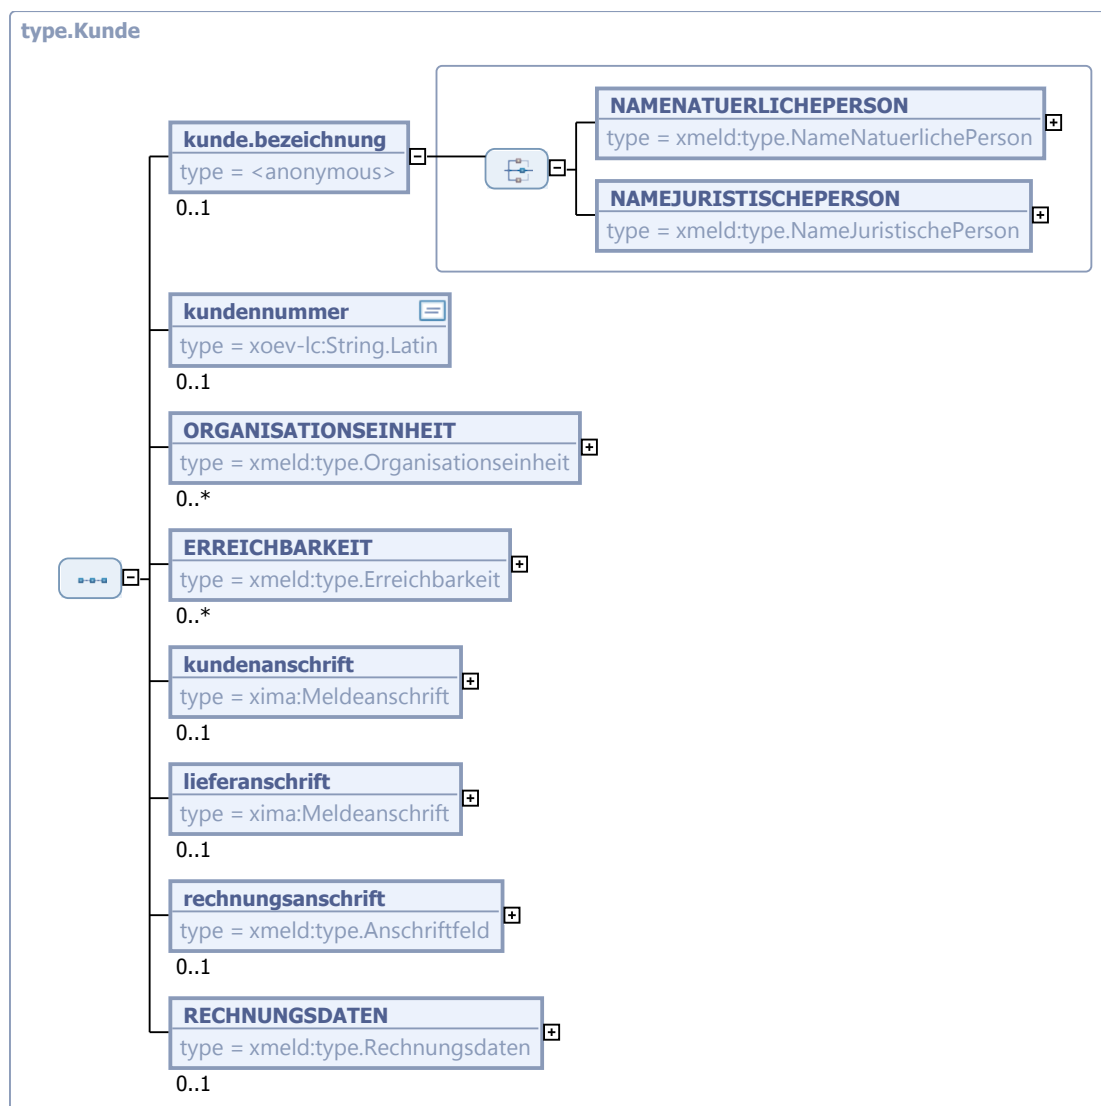 type.Kunde
NAMENATUERLICHEPERSON
type = xmeld:type.NameNatuerlichePerson
kunde.bezeichnung
type = <anonymous>
0..1
NAMEJURISTISCHEPERSON
type = xmeld:type.NameJuristischePerson
kundennummer
type = xoev-lc:String.Latin
0..1
ORGANISATIONSEINHEIT
type = xmeld:type.Organisationseinheit
0..*
ERREICHBARKEIT
type = xmeld:type.Erreichbarkeit
0..*
kundenanschrift
type = xima:Meldeanschrift
0..1
lieferanschrift
type = xima:Meldeanschrift
0..1
rechnungsanschrift
type = xmeld:type.Anschriftfeld
0..1
RECHNUNGSDATEN
type = xmeld:type.Rechnungsdaten
0..1